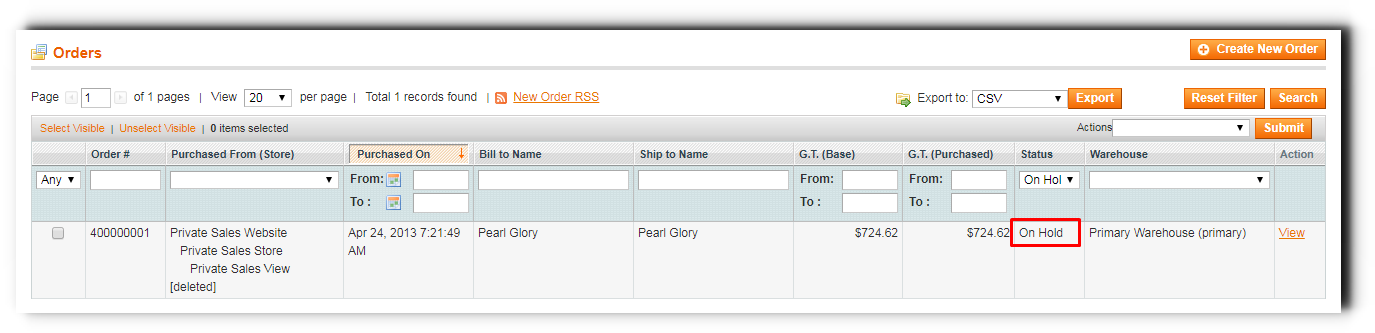 Orders
Create New Order
Page 1 of 1 pages | View 20 per page | Total 1 records found | New Order RSS
Export to: CSV Export Reset Filter Search
Select Visible | Unselect Visible | 0 items selected
Actions Submit
Order # Purchased From (Store) Purchased On Bill to Name Ship to Name G.T. (Base) G.T. (Purchased) Status Warehouse Action
Any From: From: From: On Hol
To : To : To :
400000001 Private Sales Website Apr 24, 2013 7:21:49 Pearl Glory Pearl Glory $724.62 $724.62 On Hold Primary Warehouse (primary) View
Private Sales Store AM
Private Sales View
[deleted]